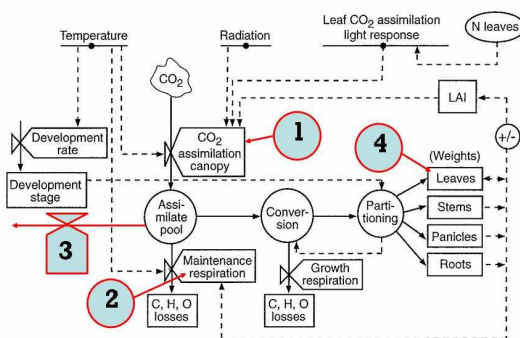 Temperature
Radiation
Leaf CO₂ assimilation
light response
N leaves
CO₂
1
LAI
+/-
Development
rate
CO₂
assimilation
canopy
4
(Weights)
Development
stage
Leaves
Assi-
milate
pool
Conver-
sion
Parti-
tioning
Stems
3
Panicles
Maintenance
respiration
Growth
respiration
Roots
2
C, H, O
losses
C, H, O
losses